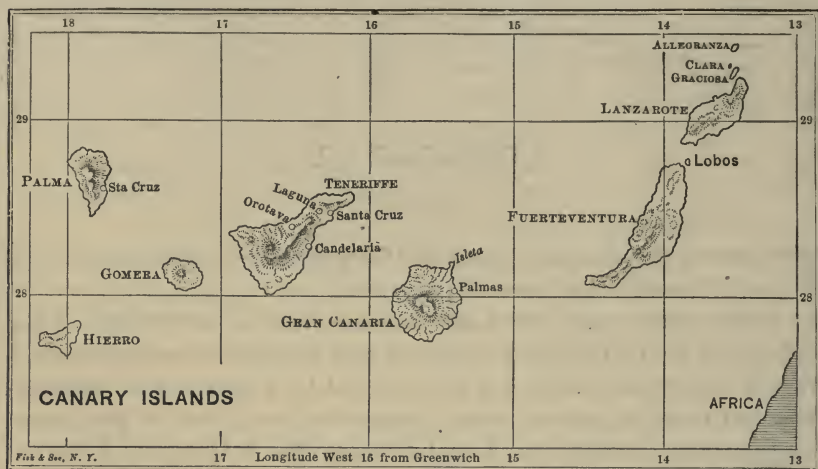 18 17 16 15 14 13
ALLEGRANZA
CLARA
GRACIOSA
LANZAROTE
29 29
Lobos
PALMA
Sta Cruz
TENERIFFE
Laguna
Orotava
Santa Cruz
FUERTEVENTURA
Candelaria
Isleta
GOMERA
Palmas
28 28
GRAN CANARIA
HIERRO
CANARY ISLANDS
AFRICA
Fisk & See, N. Y.
18 17 Longitude West 16 from Greenwich 15 14 13